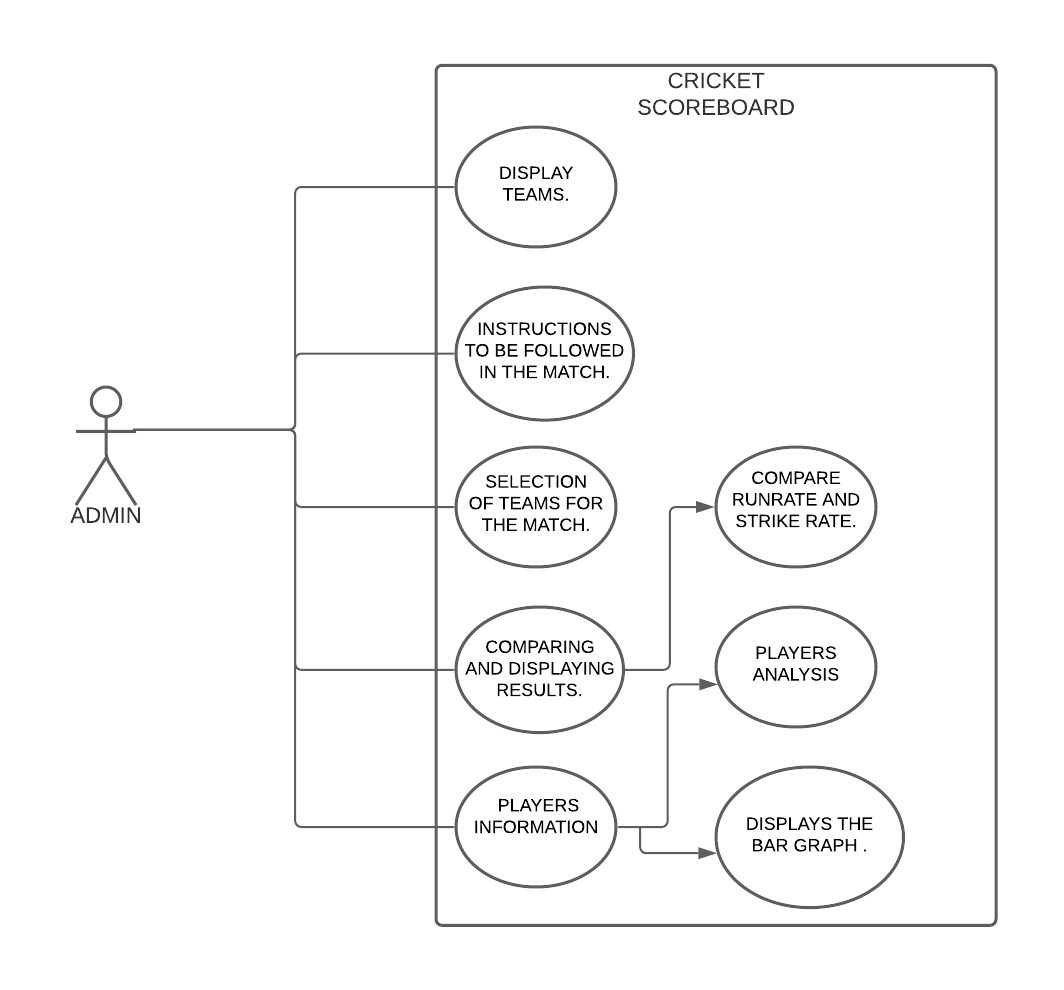 CRICKET
SCOREBOARD
DISPLAY
TEAMS.
INSTRUCTIONS
TO BE FOLLOWED
IN THE MATCH.
ADMIN
SELECTION
OF TEAMS FOR
THE MATCH.
COMPARE
RUNRATE AND
STRIKE RATE.
COMPARING
AND DISPLAYING
RESULTS.
PLAYERS
ANALYSIS
PLAYERS
INFORMATION
DISPLAYS THE
BAR GRAPH .